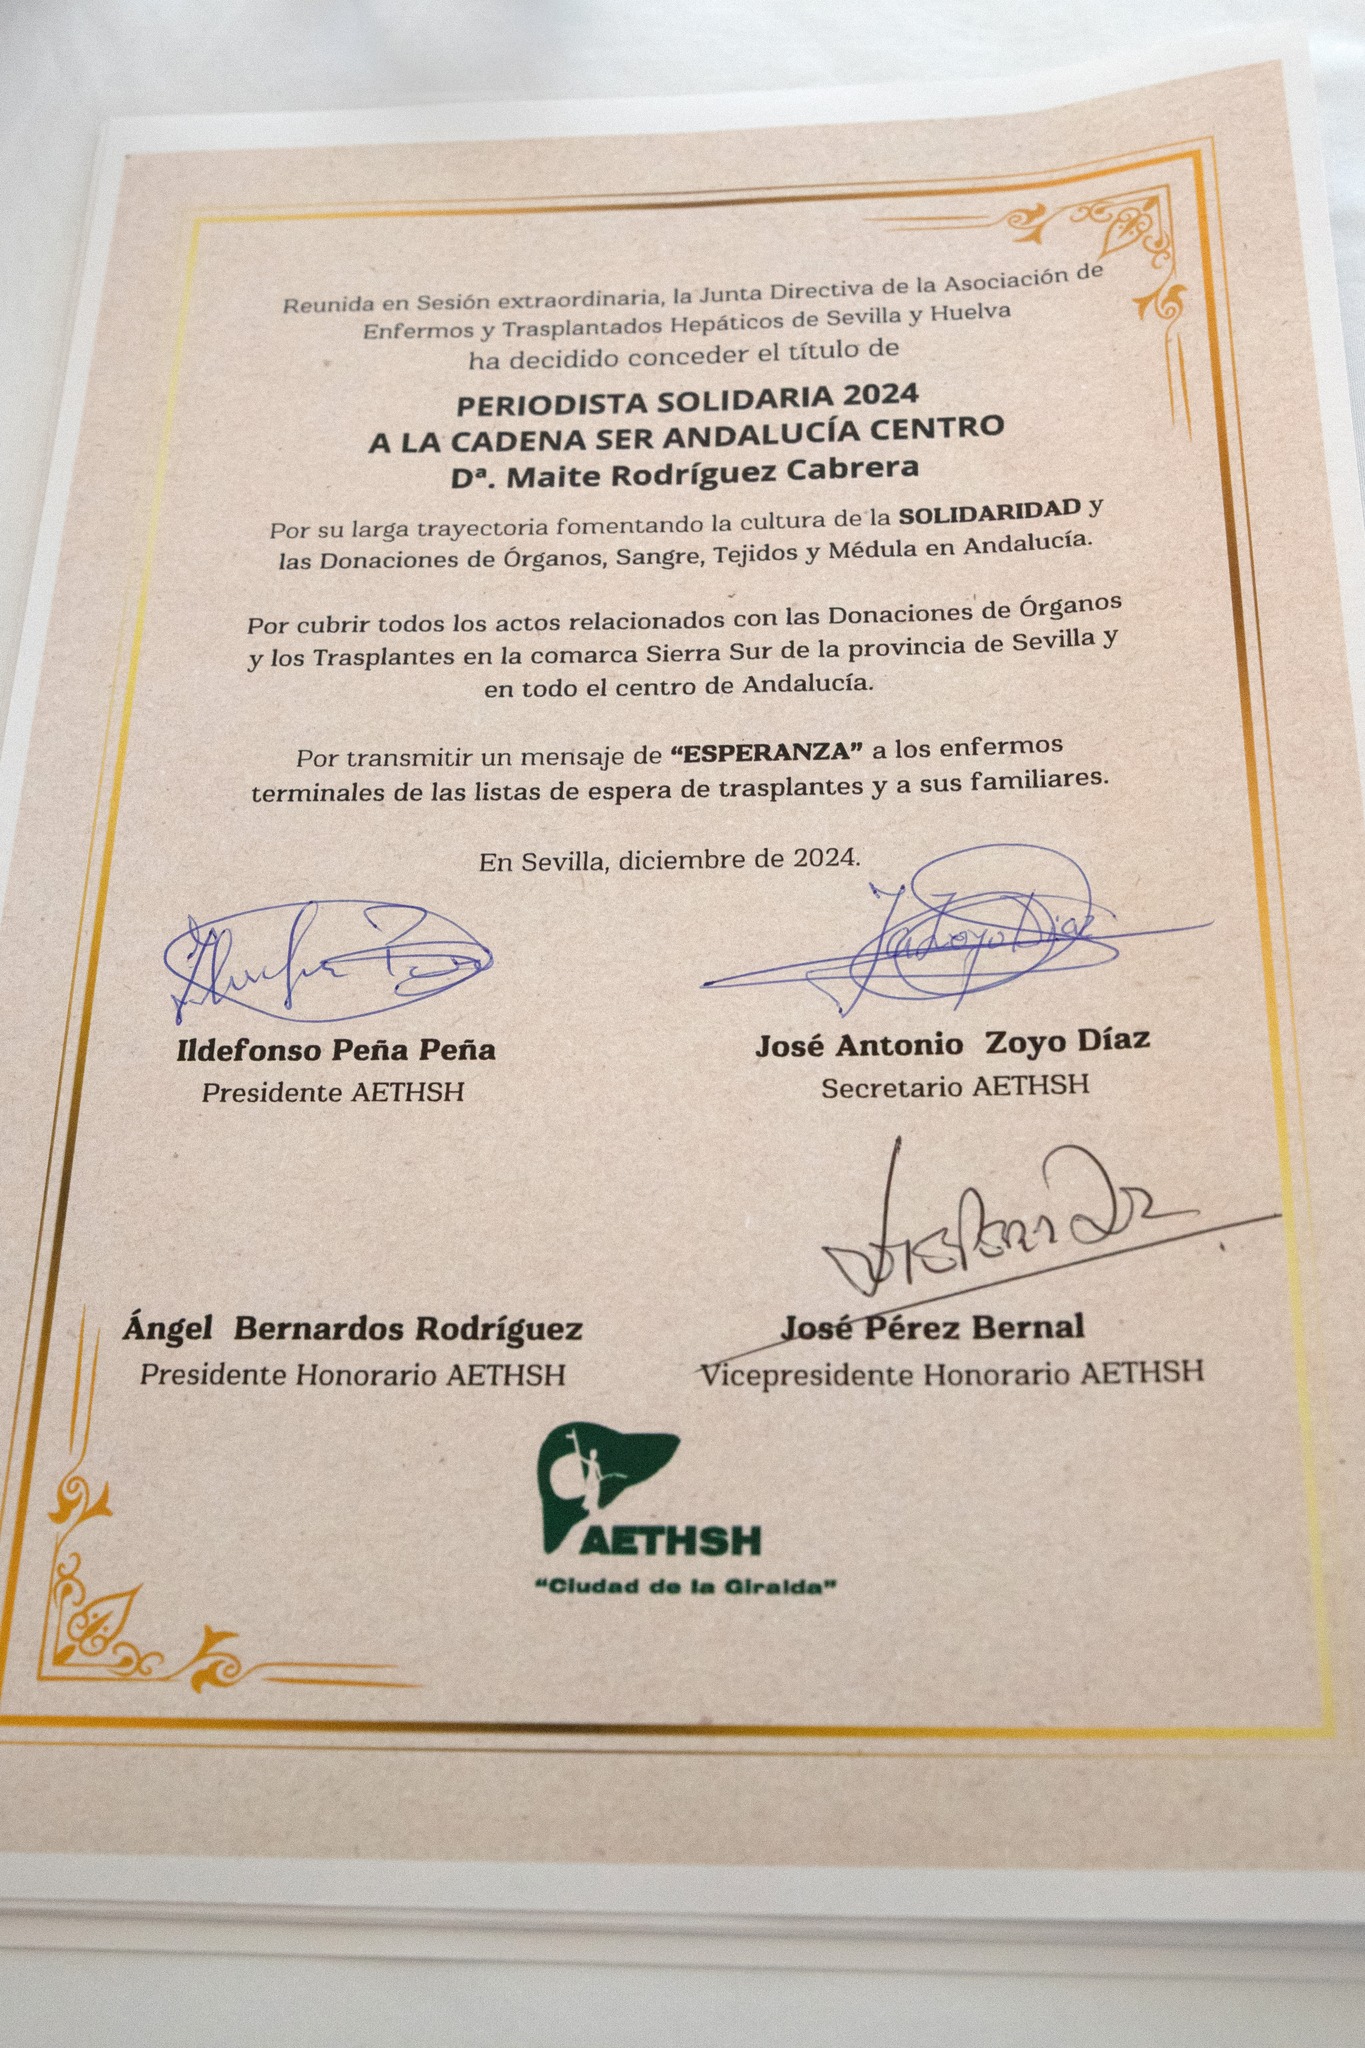 Reunida en Sesión extraordinaria, la Junta Directiva de la Asociación de
Enfermos y Trasplantados Hepáticos de Sevilla y Huelva
ha decidido conceder el título de
PERIODISTA SOLIDARIA 2024
A LA CADENA SER ANDALUCÍA CENTRO
Dª. Maite Rodríguez Cabrera
Por su larga trayectoria fomentando la cultura de la SOLIDARIDAD y
las Donaciones de Órganos, Sangre, Tejidos y Médula en Andalucía.
Por cubrir todos los actos relacionados con las Donaciones de Órganos
y los Trasplantes en la comarca Sierra Sur de la provincia de Sevilla y
en todo el centro de Andalucía.
Por transmitir un mensaje de “ESPERANZA” a los enfermos
terminales de las listas de espera de trasplantes y a sus familiares.
En Sevilla, diciembre de 2024.
Ildefonso Peña Peña
Presidente AETHSH
José Antonio Zoyo Díaz
Secretario AETHSH
Ángel Bernardos Rodríguez
Presidente Honorario AETHSH
José Pérez Bernal
Vicepresidente Honorario AETHSH
AETHSH
“Ciudad de la Giralda”